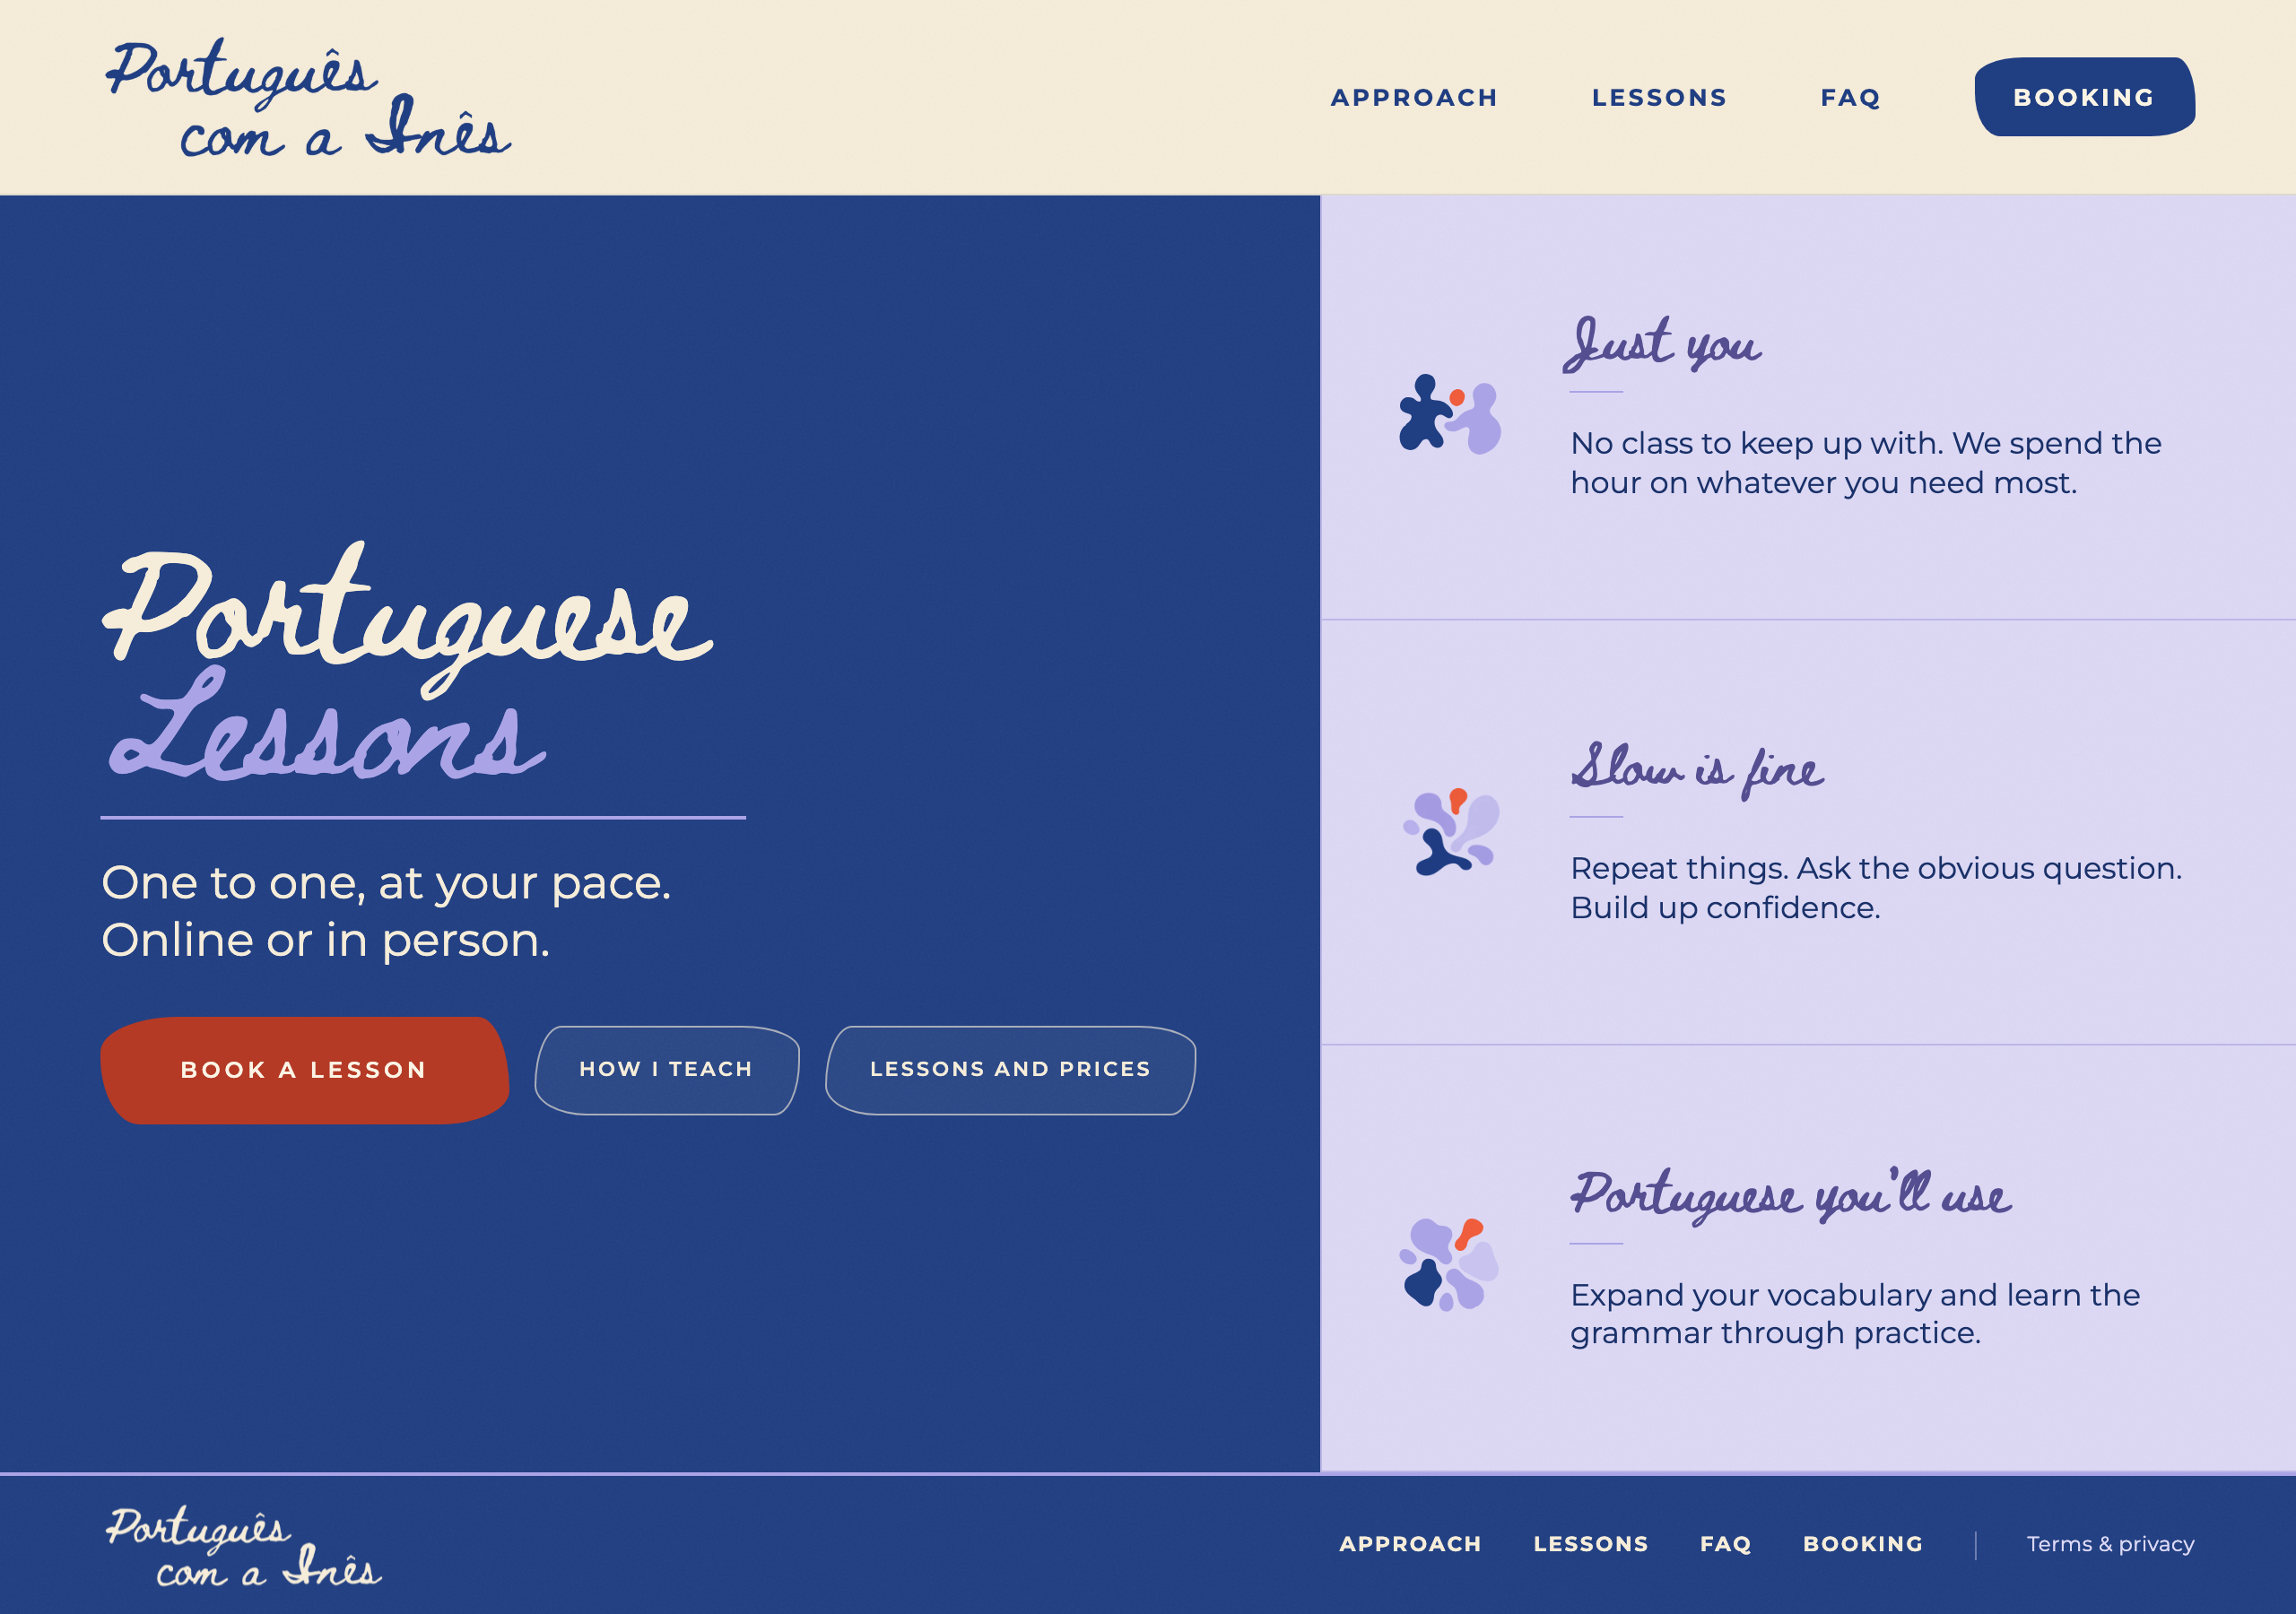 Português
com a Inês
APPROACH
LESSONS
FAQ
BOOKING
Portuguese
Lessons
One to one, at your pace.
Online or in person.
BOOK A LESSON
HOW I TEACH
LESSONS AND PRICES
Just you
No class to keep up with. We spend the
hour on whatever you need most.
Slow is fine
Repeat things. Ask the obvious question.
Build up confidence.
Portuguese you'll use
Expand your vocabulary and learn the
grammar through practice.
Português
com a Inês
APPROACH
LESSONS
FAQ
BOOKING
Terms & privacy